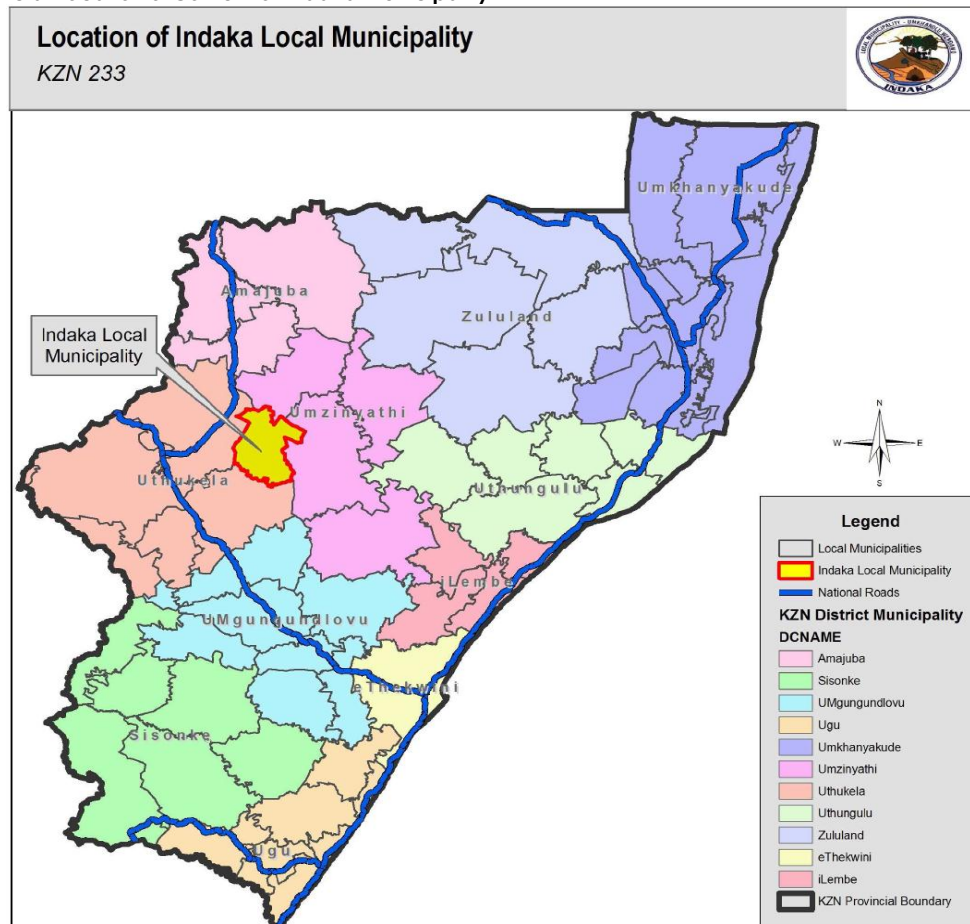 Location of Indaka Local Municipality
KZN 233
INDAKA
Umkhanyakude
Amajuba
Zululand
Indaka Local
Municipality
Umzinyathi
Uthukela
Uthungulu
iLembe
UMgungundlovu
eThekwini
Sisonke
Ugu
N
W E
S
Legend
Local Municipalities
Indaka Local Municipality
National Roads
KZN District Municipality
DCNAME
Amajuba
Sisonke
UMgungundlovu
Ugu
Umkhanyakude
Umzinyathi
Uthukela
Uthungulu
Zululand
eThekwini
iLembe
KZN Provincial Boundary